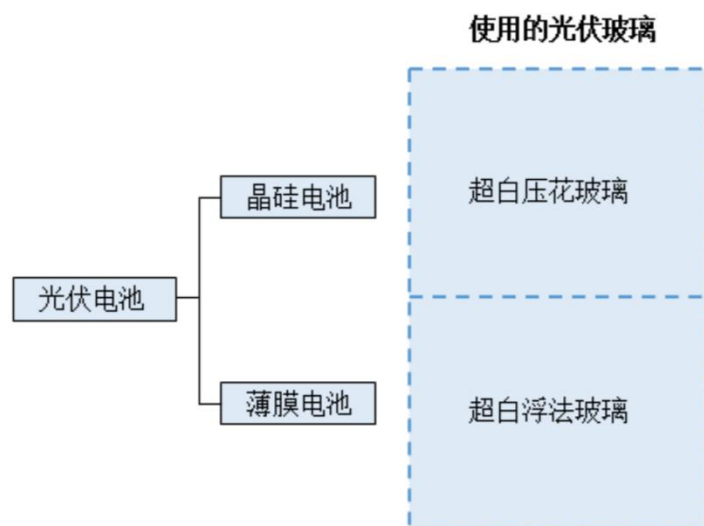 使用的光伏玻璃
晶硅电池
超白压花玻璃
光伏电池
薄膜电池
超白浮法玻璃